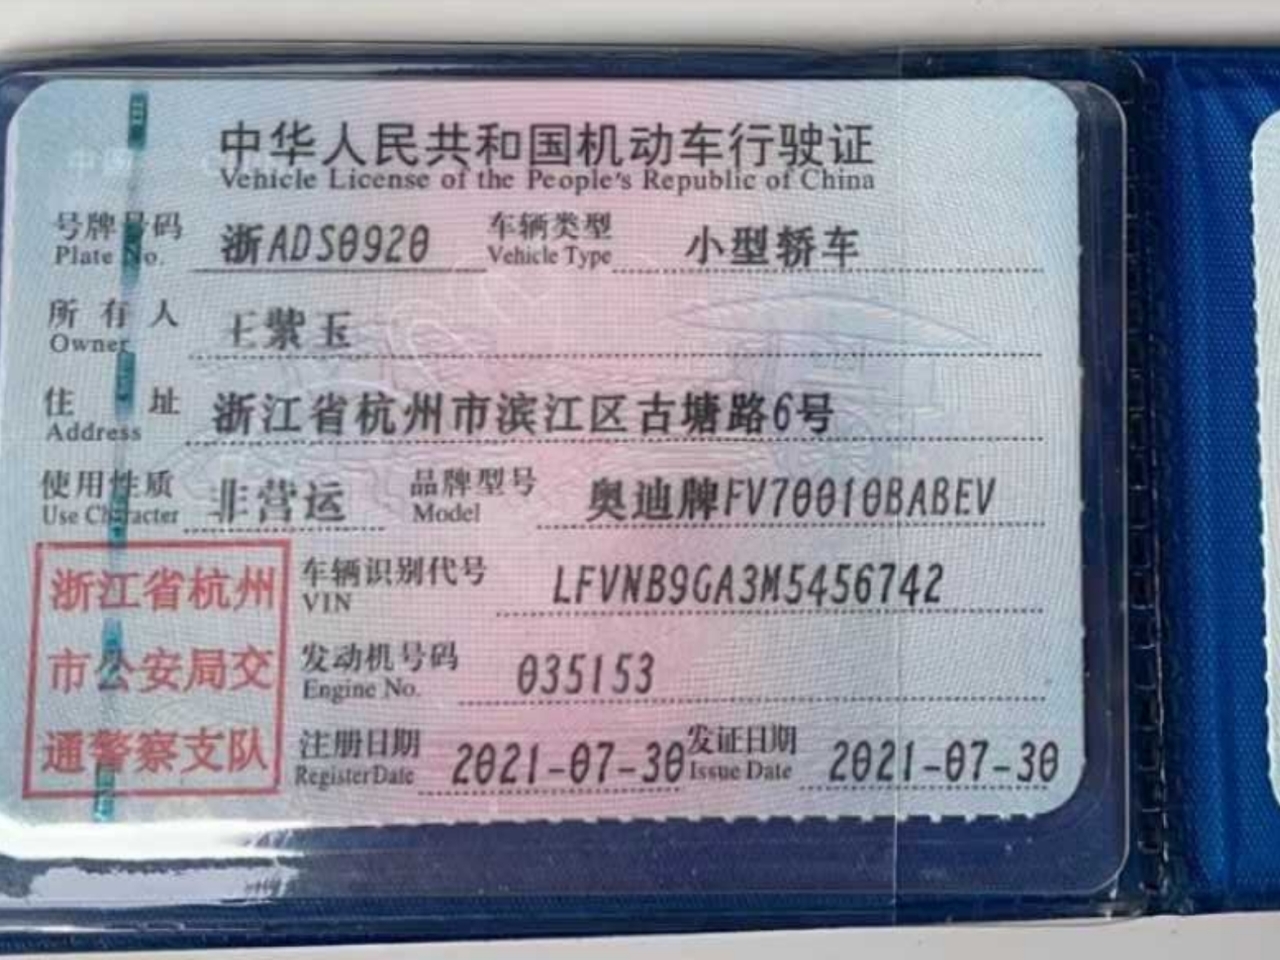 中华人民共和国机动车行驶证
Vehicle License of the People's Republic of China
号牌号码 浙ADS0920 车辆类型 小型轿车
Plate No. Vehicle Type
所有人 王紫玉
Owner
住址 浙江省杭州市滨江区古塘路6号
Address
使用性质 非营运 品牌型号 奥迪牌FV70010BABEV
Use Character Model
浙江省杭州
市公安局交
通警察支队
车辆识别代号 LFVNB9GA3M5456742
VIN
发动机号码 035153
Engine No.
注册日期 2021-07-30 发证日期 2021-07-30
Register Date Issue Date